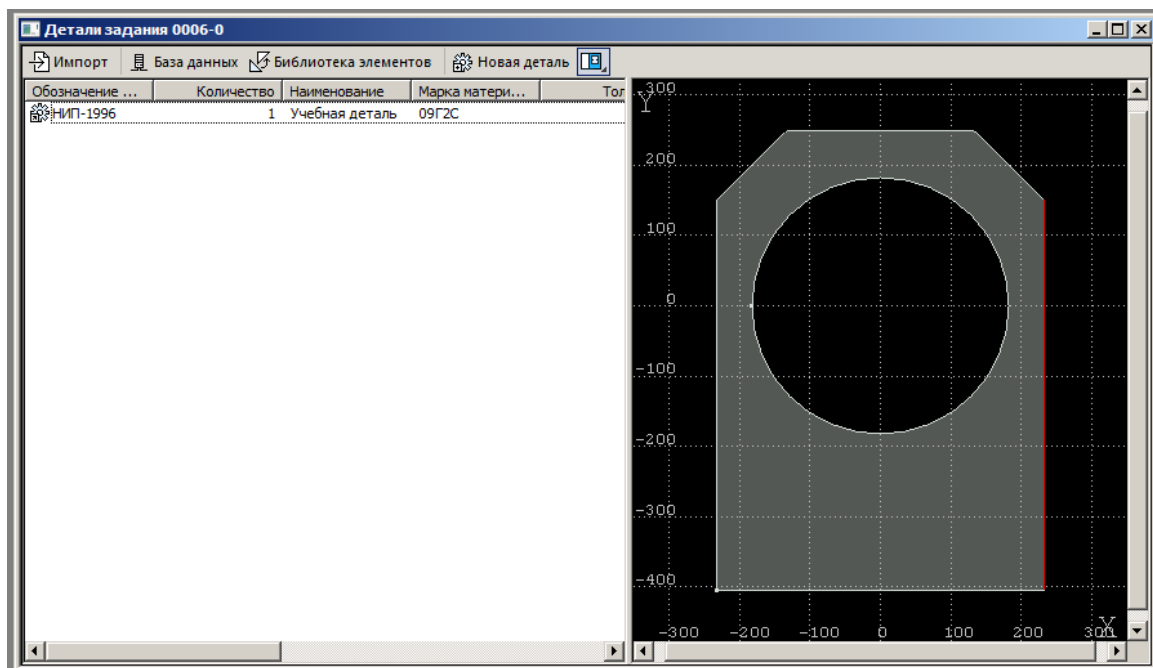 Детали задания 0006-0
Импорт База данных Библиотека элементов Новая деталь
Обозначение ... Количество Наименование Марка матери... Тол
НИП-1996 1 Учебная деталь 09Г2С
300
Y
200
100
0
-100
-200
-300
-400
-300 -200 -100 0 100 200 300
X